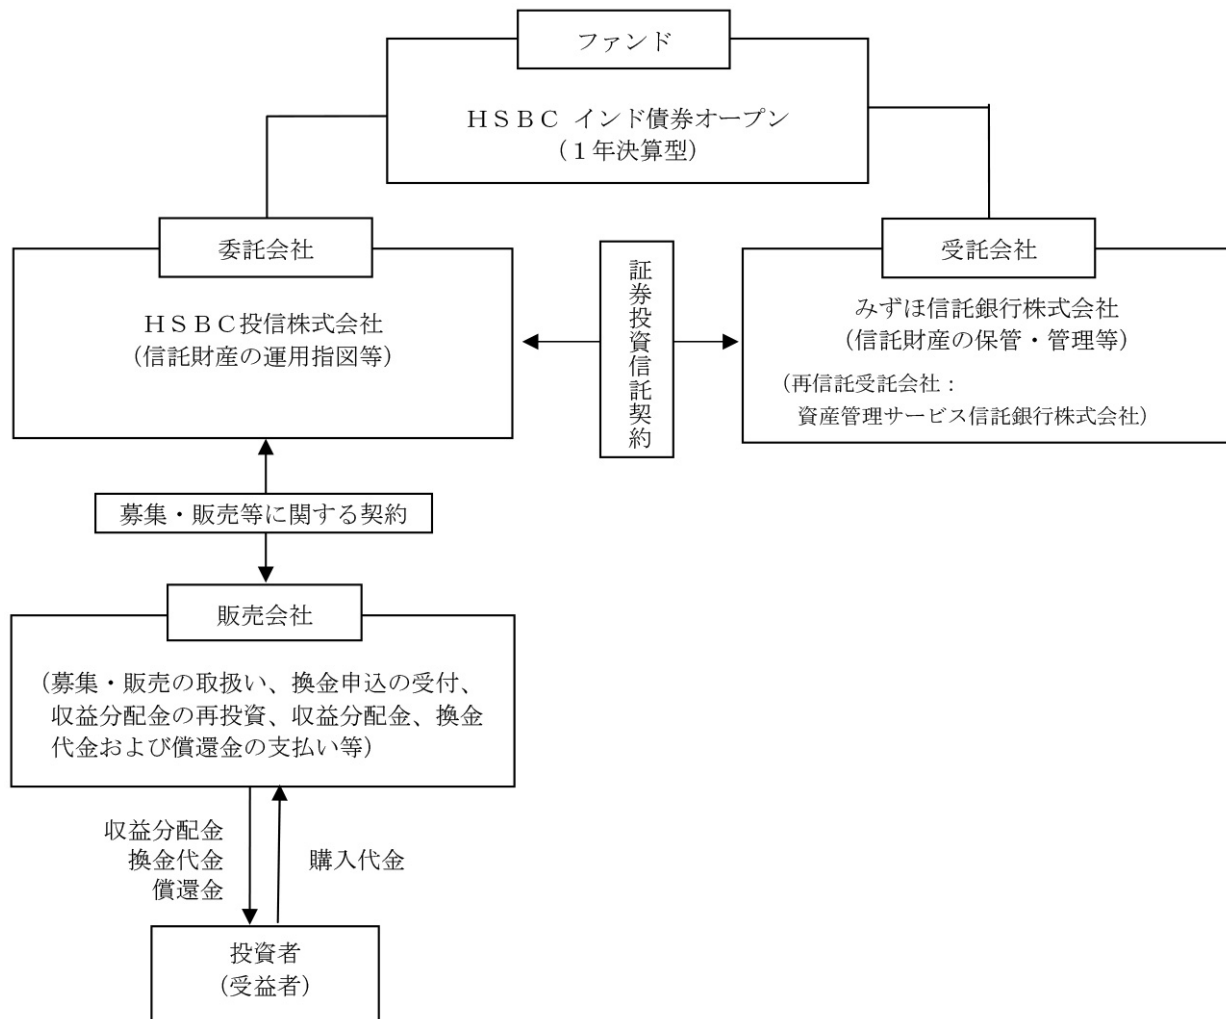 ファンド
ＨＳＢＣ インド債券オープン
（１年決算型）
委託会社
ＨＳＢＣ投信株式会社
（信託財産の運用指図等）
証券投資信託契約
受託会社
みずほ信託銀行株式会社
（信託財産の保管・管理等）
（再信託受託会社：
資産管理サービス信託銀行株式会社）
募集・販売等に関する契約
販売会社
（募集・販売の取扱い、換金申込の受付、
収益分配金の再投資、収益分配金、換金
代金および償還金の支払い等）
収益分配金
換金代金
償還金
購入代金
投資者
（受益者）